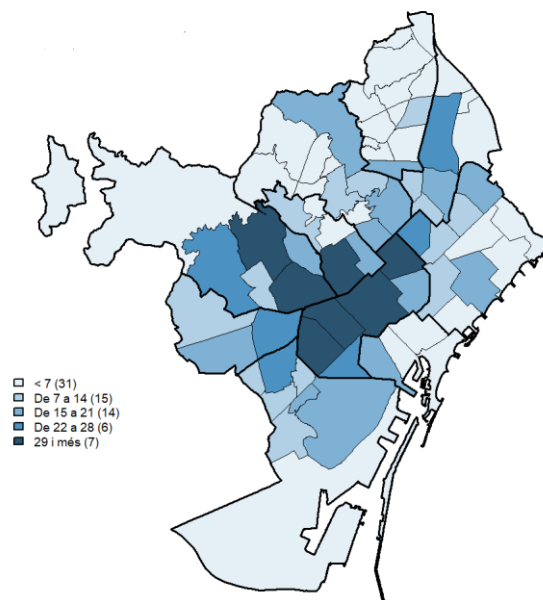 < 7 (31)
De 7 a 14 (15)
De 15 a 21 (14)
De 22 a 28 (6)
29 i més (7)